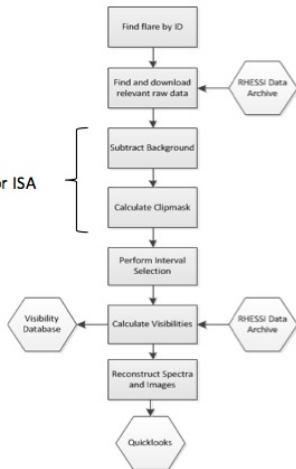 Find flare by ID
Find and download
relevant raw data
RHESSI Data
Archive
Subtract Background
or ISA
Calculate Clipmask
Perform Interval
Selection
Visibility
Database
Calculate Visibilities
RHESSI Data
Archive
Reconstruct Spectra
and Images
Quicklooks